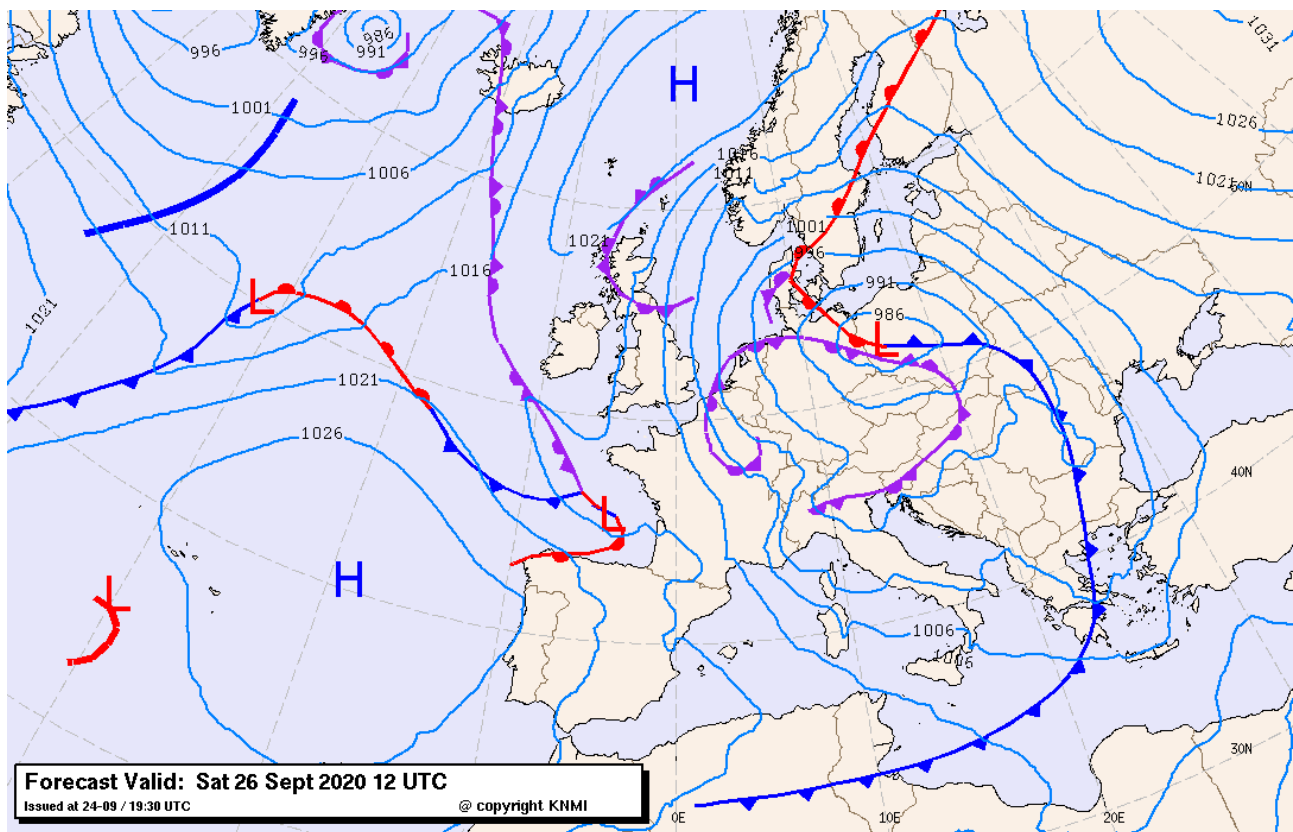 986
996
996
991
1031
H
1001
1026
1016
1006
1011
1021
50N
1011
1001
1021
996
1016
991
L
1021
986
L
1021
1026
40N
L
H
L
1006
1006
30N
Forecast Valid: Sat 26 Sept 2020 12 UTC
Issued at 24-09 / 19:30 UTC @ copyright KNMI
0E
10E
20E